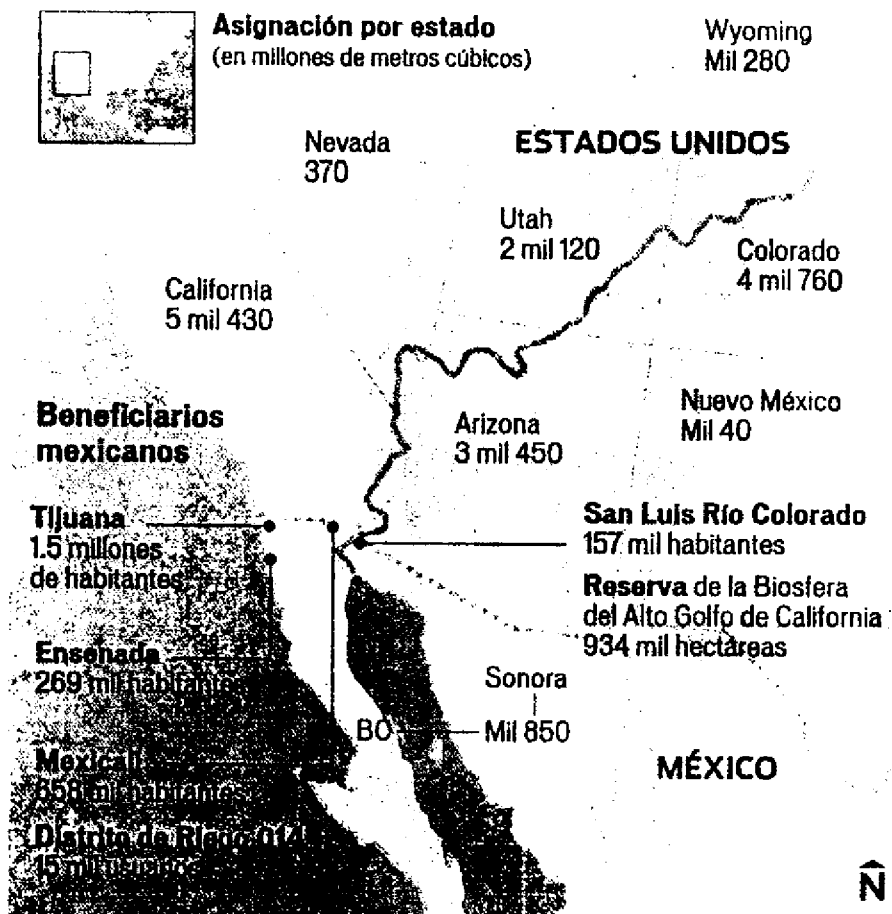 Asignación por estado
(en millones de metros cúbicos)
Wyoming
Mil 280
Nevada
370
ESTADOS UNIDOS
Utah
2 mil 120
Colorado
4 mil 760
California
5 mil 430
Beneficiarios
mexicanos
Arizona
3 mil 450
Nuevo México
Mil 40
Tijuana
1.5 millones
de habitantes
San Luis Río Colorado
157 mil habitantes
Reserva de la Biosfera
del Alto Golfo de California
934 mil hectáreas
Ensenada
269 mil habitantes
Sonora
BC
Mil 850
Mexicali
658 mil habitantes
MÉXICO
Distrito de Riego 014
15 mil usuarios
N